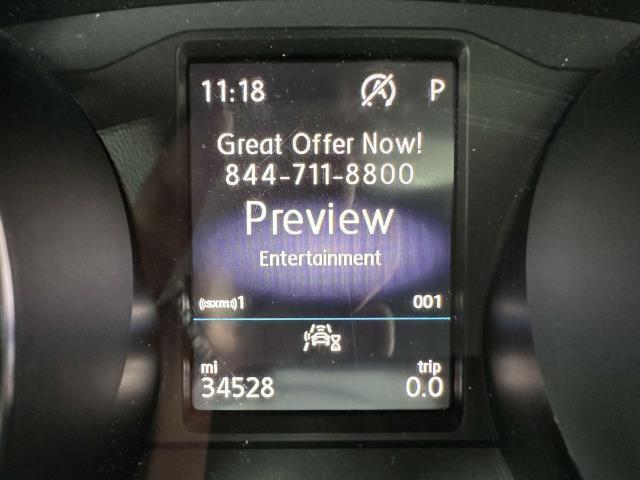 11:18 P
Great Offer Now!
844-711-8800
Preview
Entertainment
((sxm))1 001
mi trip
34528 0.0